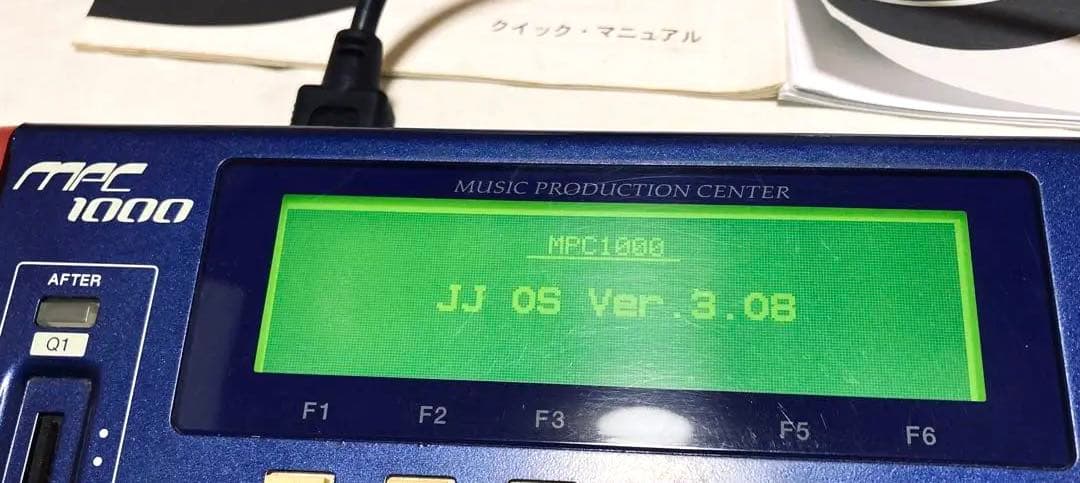 クイック・マニュアル
MPC
1000
MUSIC PRODUCTION CENTER
MPC1000
JJ OS Ver.3.08
AFTER
Q1
F1
F2
F3
F5
F6